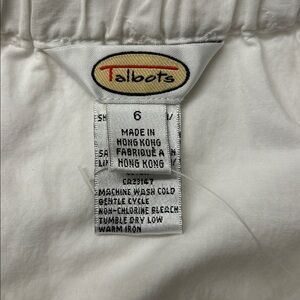 Talbots
6
MADE IN
HONG KONG
FABRIQUÉ A
HONG KONG
MACHINE WASH COLD
GENTLE CYCLE
NON-CHLORINE BLEACH
TUMBLE DRY LOW
WARM IRON